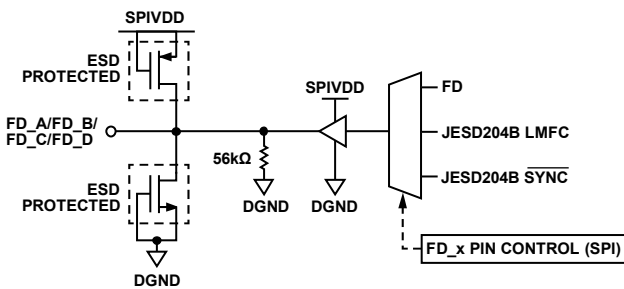 SPIVDD
ESD
PROTECTED
SPIVDD
FD
FD_A/FD_B/
FD_C/FD_D
JESD204B LMFC
56kΩ
ESD
PROTECTED
DGND
DGND
JESD204B SYNC
FD_x PIN CONTROL (SPI)
DGND